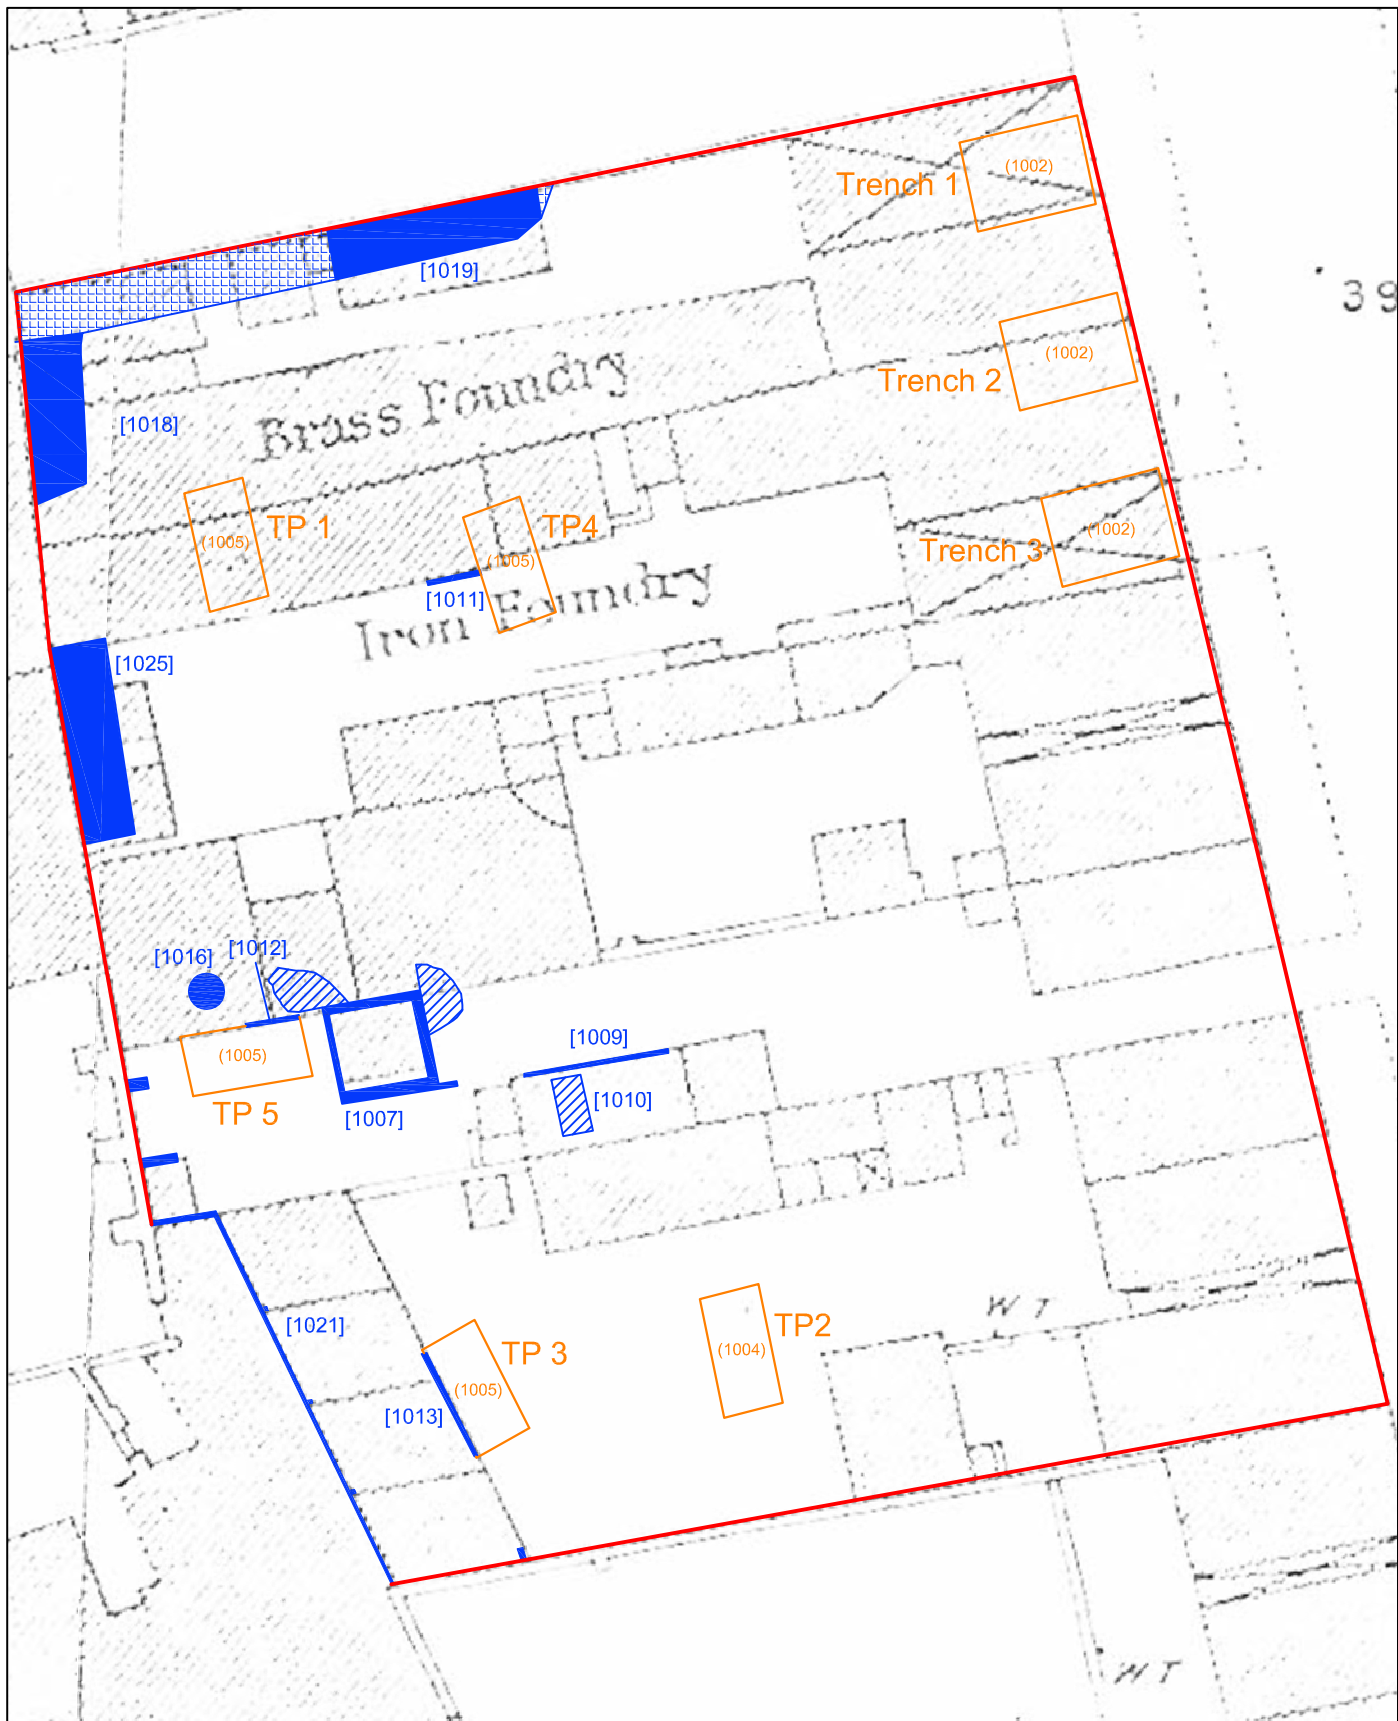 Trench 1
(1002)
[1019]
39
Trench 2
(1002)
Brass Foundry
[1018]
TP 1
(1005)
TP4
(1005)
Trench 3
(1002)
[1011]
Iron Foundry
[1025]
[1016]
[1012]
(1005)
TP 5
[1007]
[1009]
[1010]
W T
[1021]
TP 3
(1005)
[1013]
TP2
(1004)
W T